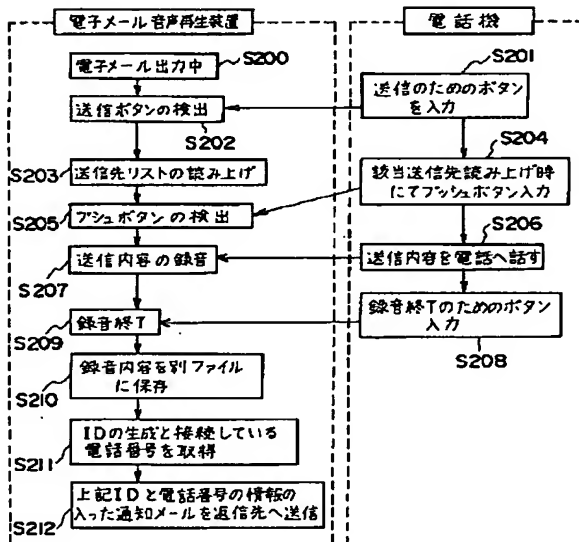 電子メール音声再生装置
電話機
電子メール出力中
S200
S201
送信のためのボタン
を入力
送信ボタンの検出
S202
S204
S203
送信先リストの読み上げ
該当送信先読み上げ時
にてプッシュボタン入力
S205
プシュボタンの検出
S206
S207
送信内容の録音
送信内容を電話へ話す
録音終了
S209
録音終了のためのボタン
入力
S208
S210
録音内容を別ファイル
に保存
S211
IDの生成と接続している
電話番号を取得
S212
上記IDと電話番号の情報の
入った通知メールを返信先へ送信